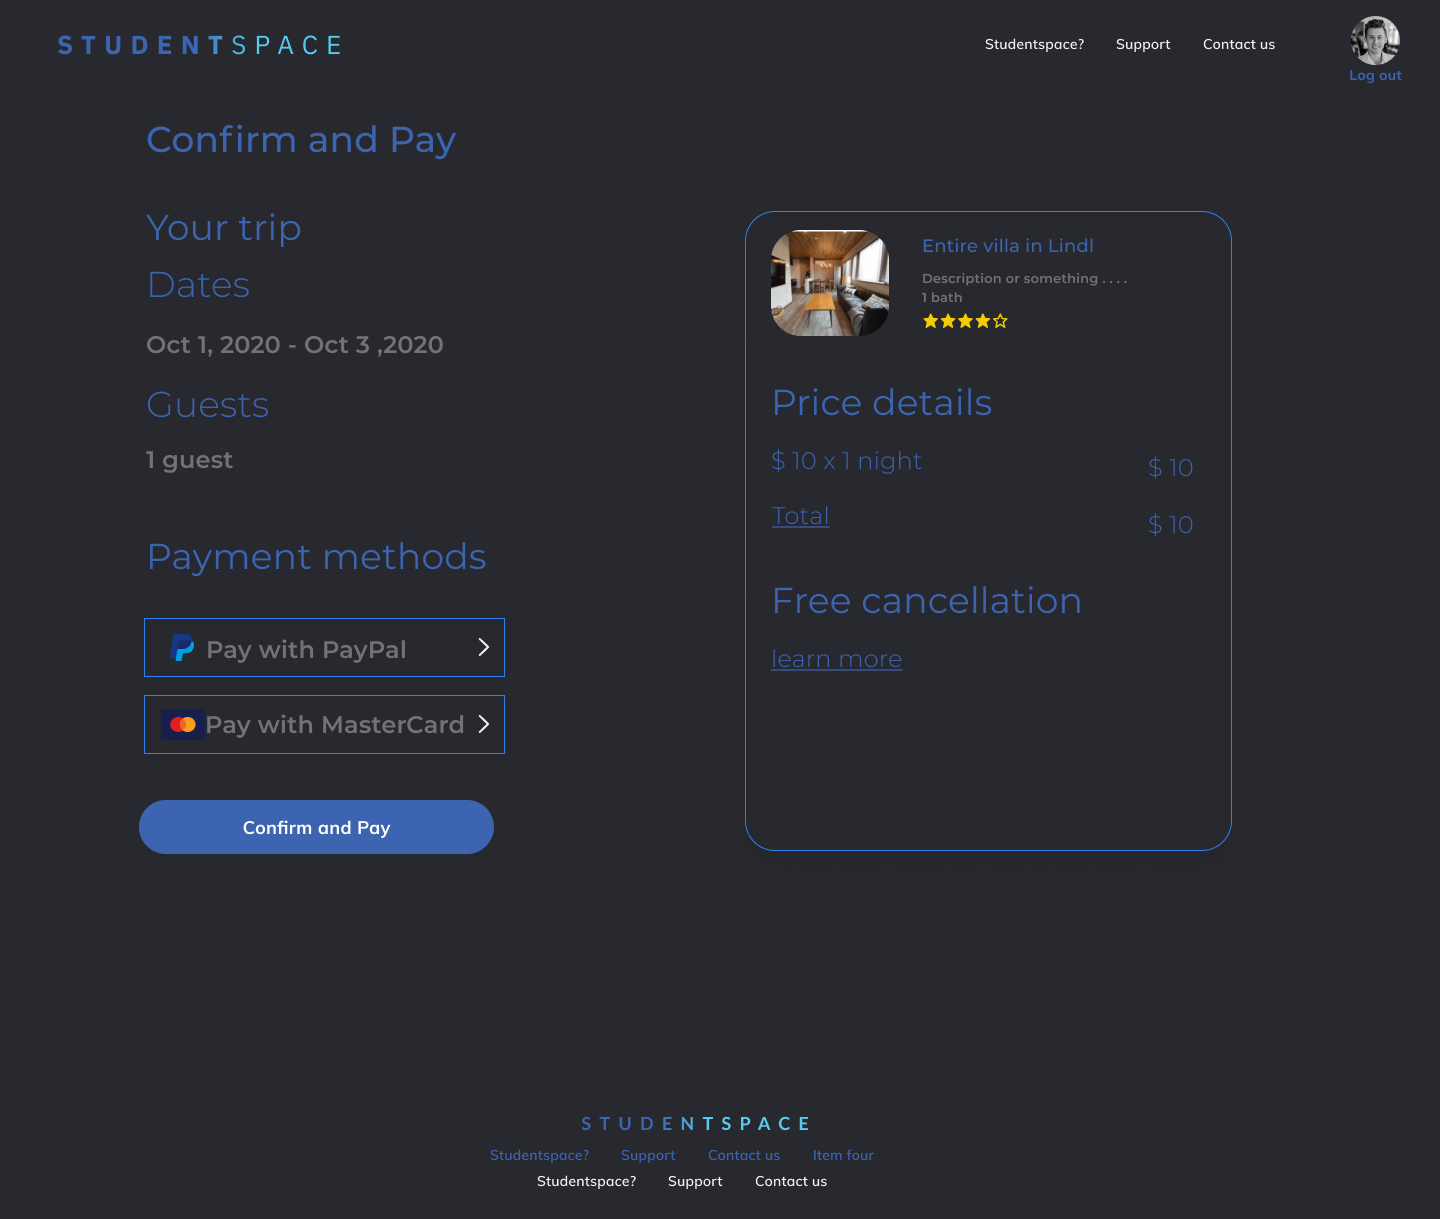 STUDENTSPACE
Studentspace? Support Contact us
Log out
Confirm and Pay
Your trip
Dates
Oct 1, 2020 - Oct 3 ,2020
Guests
1 guest
Payment methods
Pay with PayPal
Pay with MasterCard
Confirm and Pay
Entire villa in Lindl
Description or something . . . .
1 bath
Price details
$ 10 x 1 night $ 10
Total $ 10
Free cancellation
learn more
STUDENTSPACE
Studentspace? Support Contact us Item four
Studentspace? Support Contact us